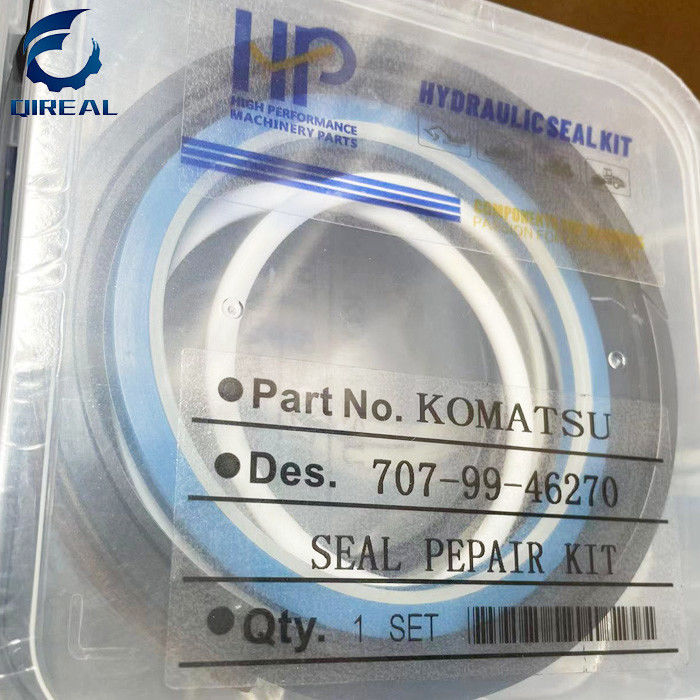 QIREAL
HP
HIGH PERFORMANCE
MACHINERY PARTS
HYDRAULIC SEAL KIT
Part No. KOMATSU
Des. 707-99-46270
SEAL PEPAIR KIT
Qty. 1 SET